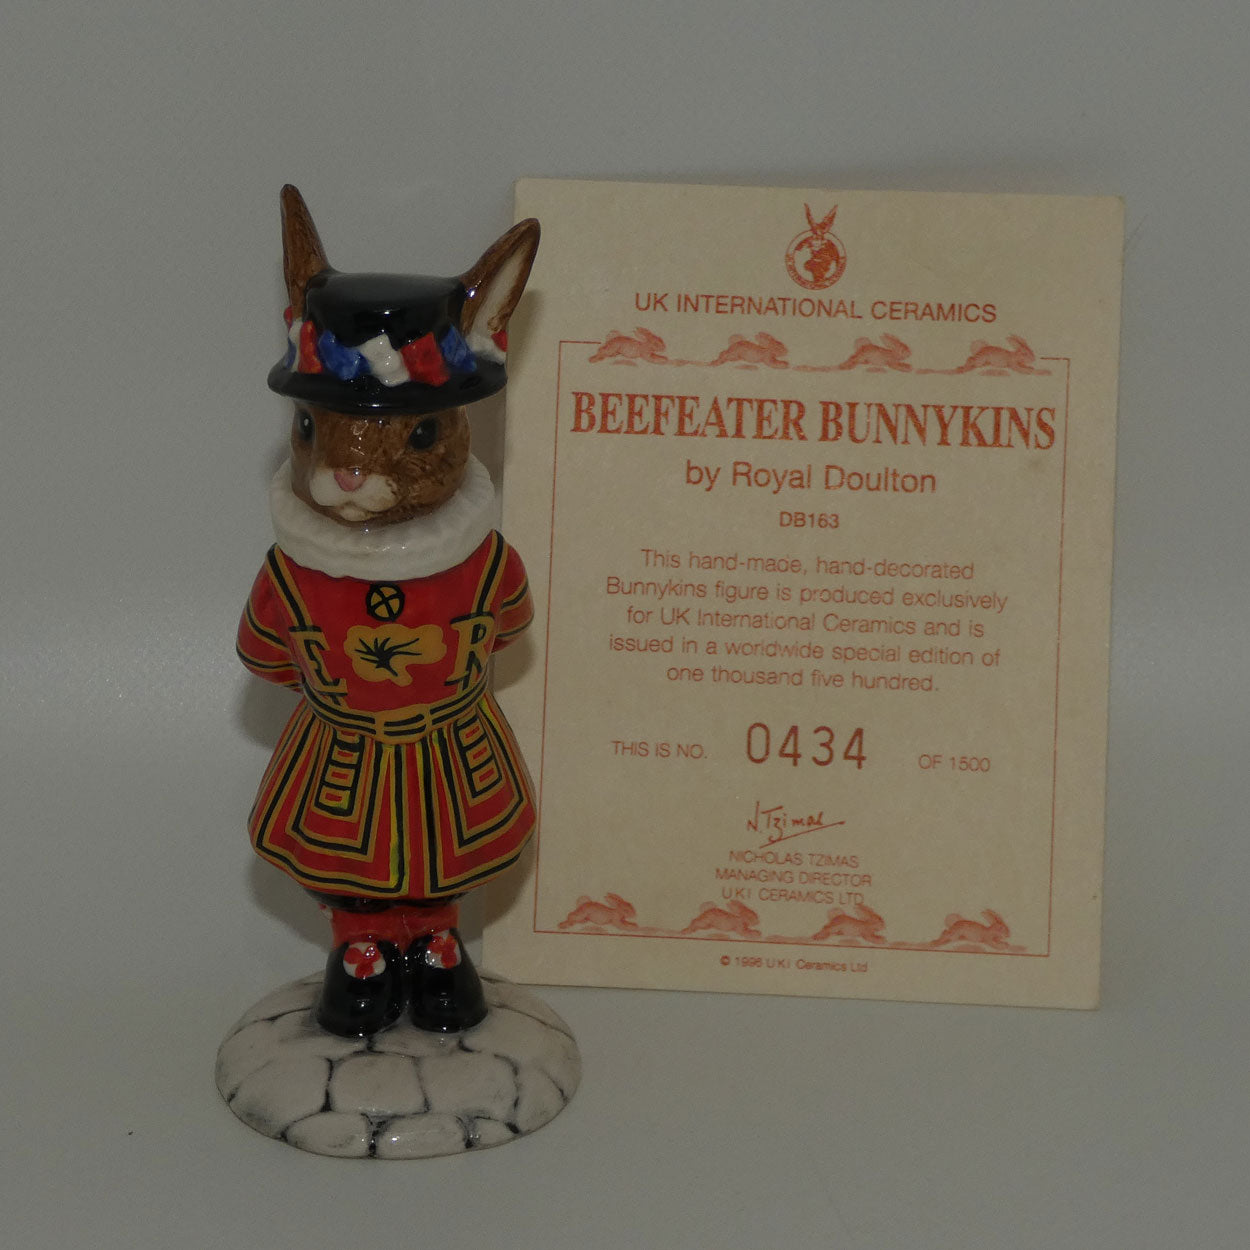 UK INTERNATIONAL CERAMICS
BEEFEATER BUNNYKINS
by Royal Doulton
DB163
This hand-made, hand-decorated
Bunnykins figure is produced exclusively
for UK International Ceramics and is
issued in a worldwide special edition of
one thousand five hundred.
THIS IS NO. 0434 OF 1500
N. Tzimas
NICHOLAS TZIMAS
MANAGING DIRECTOR
U K I CERAMICS LTD
© 1996 U K I Ceramics Ltd
E R